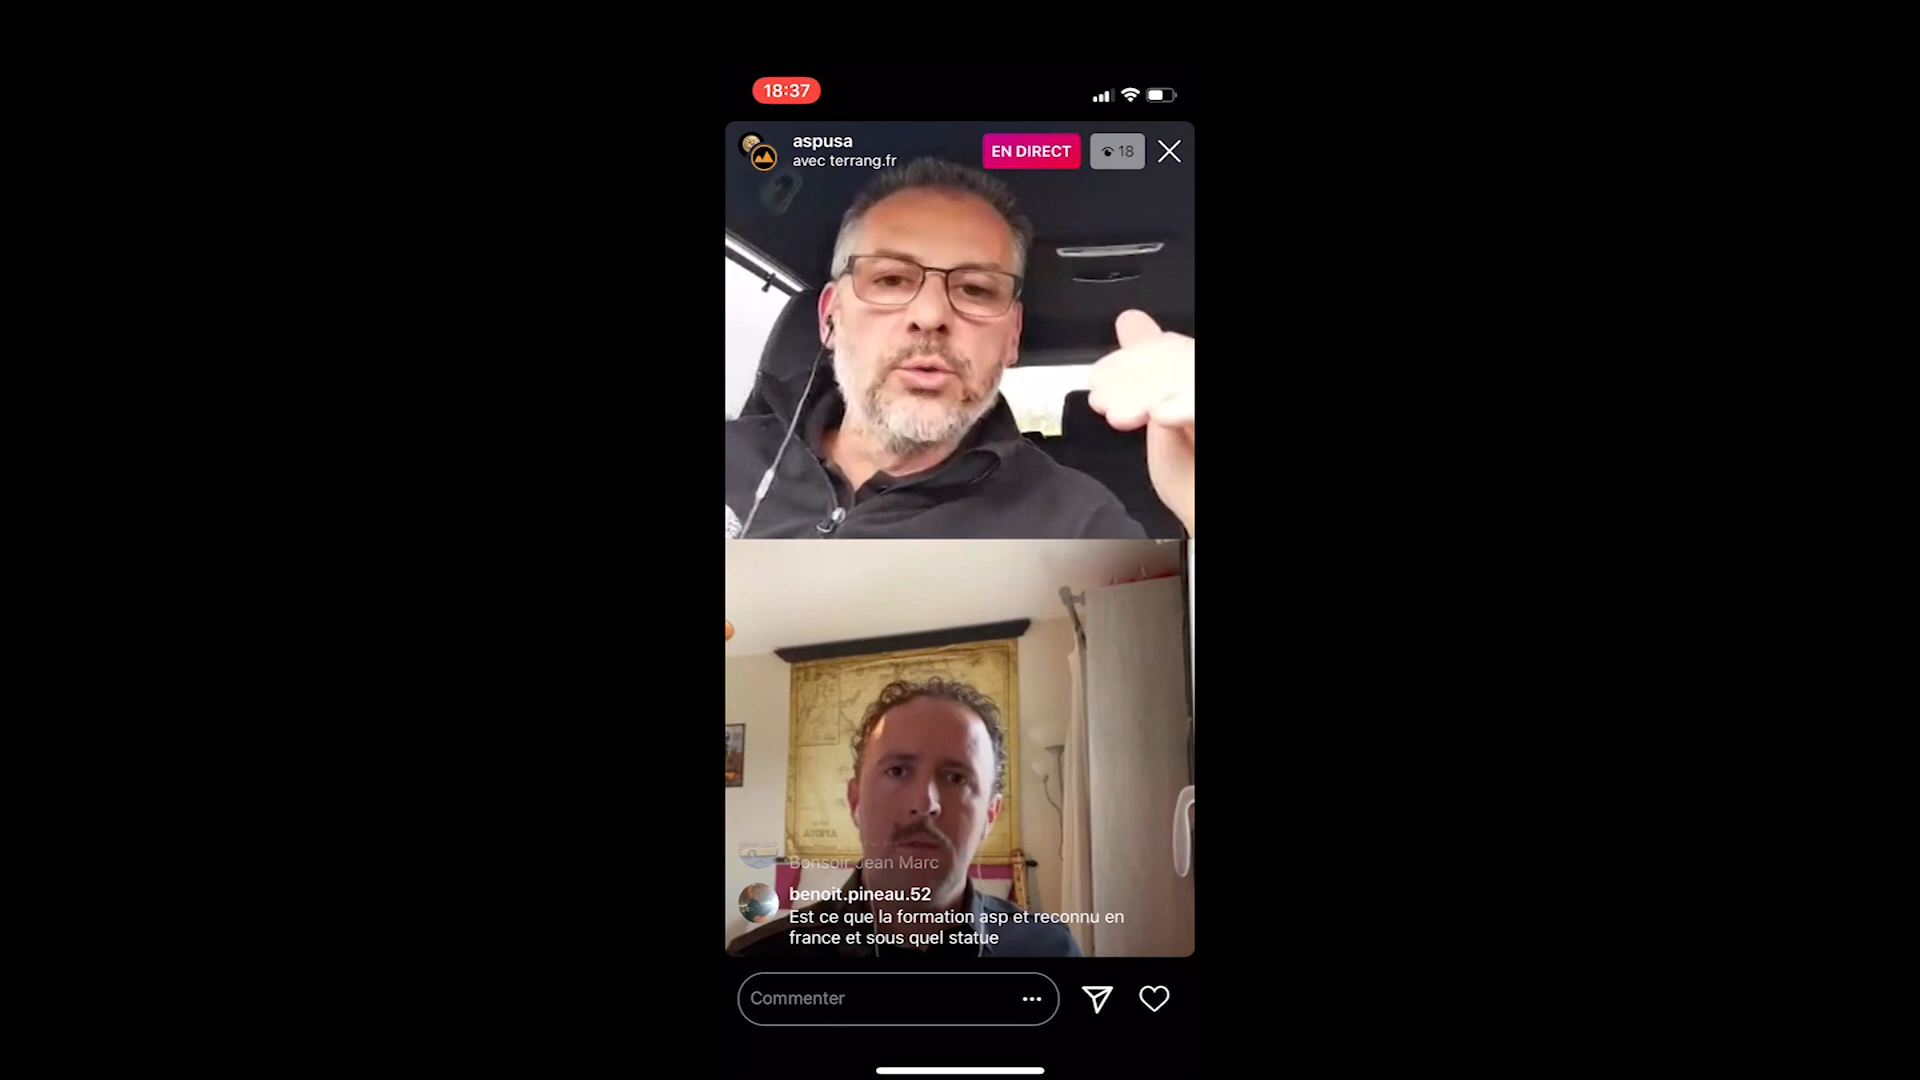 18:37
aspusa
avec terrang.fr
EN DIRECT
18
Bonsoir Jean Marc
benoit.pineau.52
Est ce que la formation asp et reconnu en
france et sous quel statue
Commenter